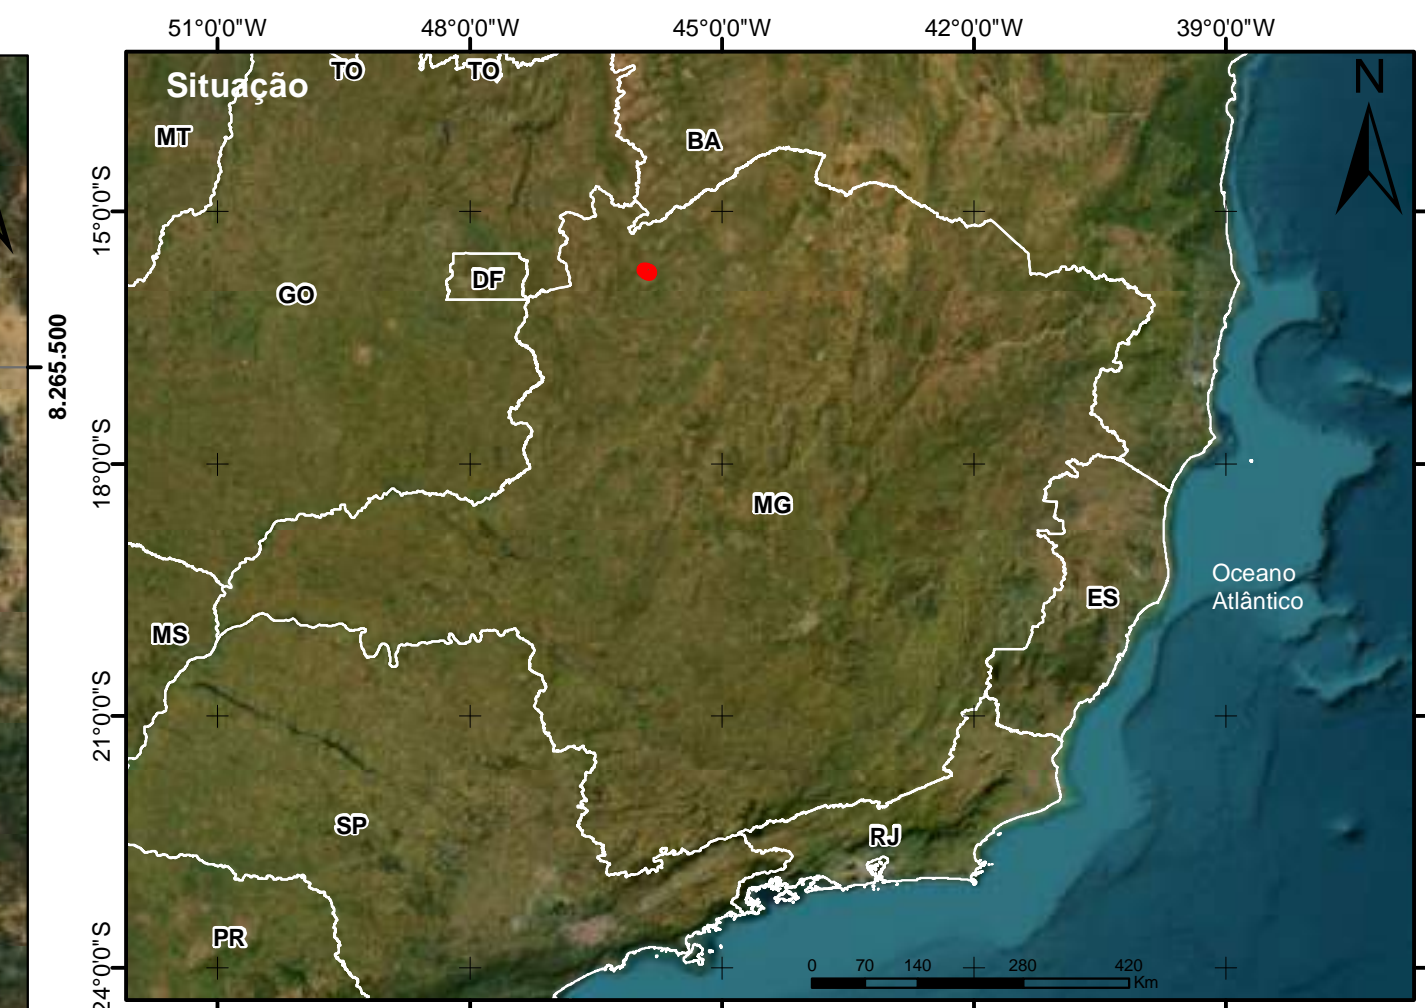 51°0'0"W 48°0'0"W 45°0'0"W 42°0'0"W 39°0'0"W
Situação
TO TO
N
MT
BA
15°0'0"S
DF
GO
8.265.500
18°0'0"S
MG
Oceano
Atlântico
ES
MS
21°0'0"S
SP
RJ
PR
24°0'0"S
0 70 140 280 420
Km